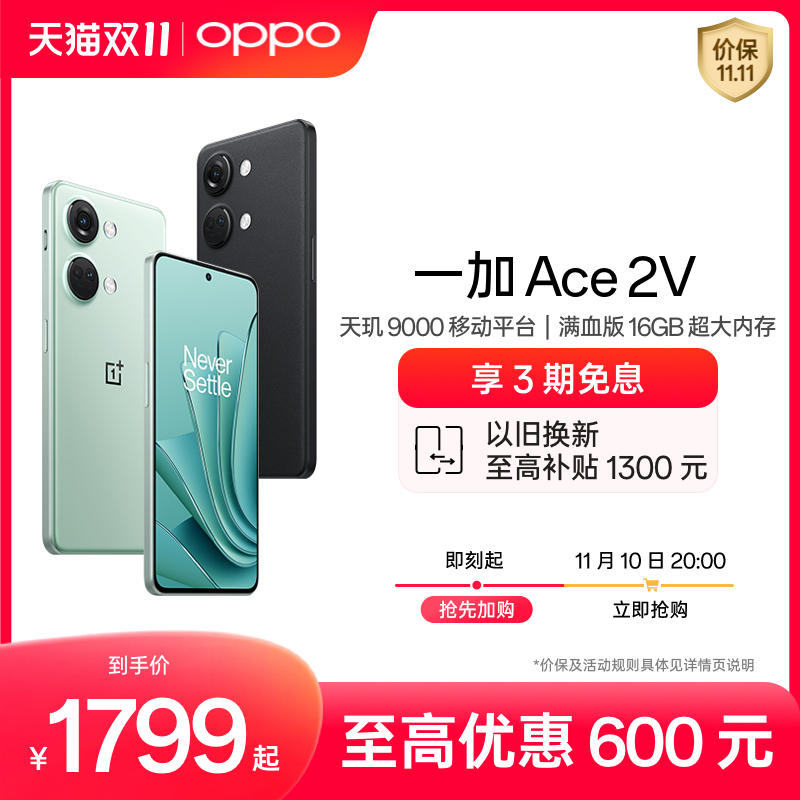 天猫双11 | oppo
价保
11.11
一加 Ace 2V
天玑 9000 移动平台 | 满血版 16GB 超大内存
享 3 期免息
以旧换新
至高补贴 1300 元
Never
Settle
1+
即刻起
11 月 10 日 20:00
抢先加购
立即抢购
*价保及活动规则具体见详情页说明
到手价
¥1799起
至高优惠 600 元